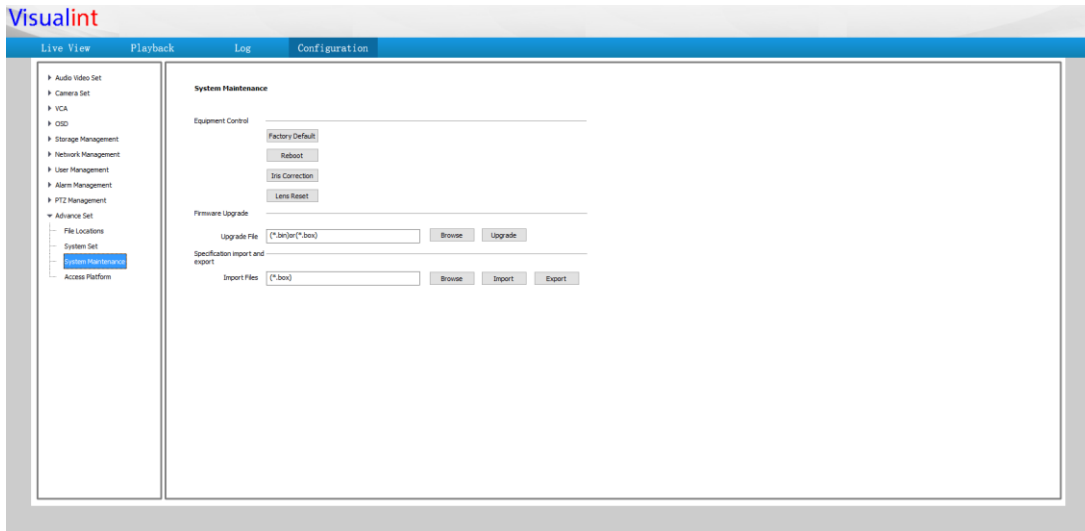 Visualint
Live View Playback Log Configuration
Audio Video Set
Camera Set
VCA
OSD
Storage Management
Network Management
User Management
Alarm Management
PTZ Management
Advance Set
File Locations
System Set
System Maintenance
Access Platform
System Maintenance
Equipment Control
Factory Default
Reboot
Iris Correction
Lens Reset
Firmware Upgrade
Upgrade File (*.bin)or(*.box) Browse Upgrade
Specification import and
export
Import Files (*.box) Browse Import Export